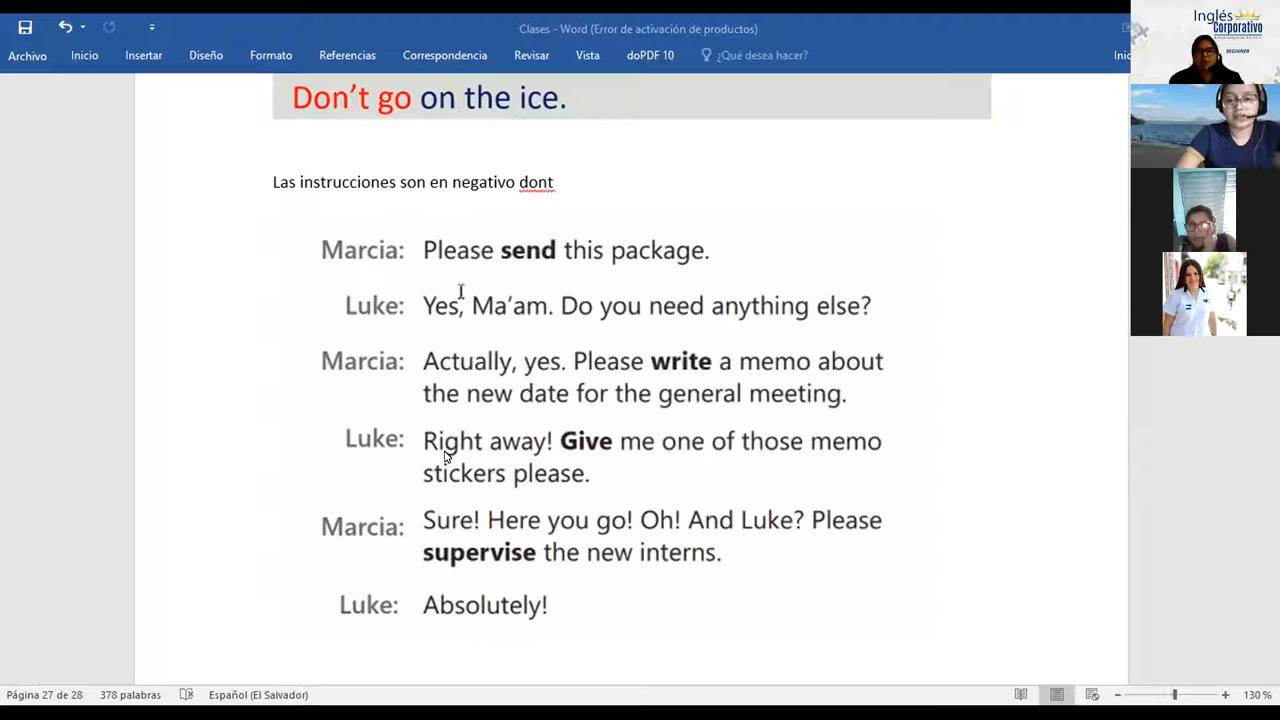 Clases - Word (Error de activación de productos)
Archivo Inicio Insertar Diseño Formato Referencias Correspondencia Revisar Vista doPDF 10 ¿Qué desea hacer? Inic
Inglés
Corporativo
BEGINNER
Don't go on the ice.
Las instrucciones son en negativo dont
Marcia: Please send this package.
Luke: Yes, Ma'am. Do you need anything else?
Marcia: Actually, yes. Please write a memo about
the new date for the general meeting.
Luke: Right away! Give me one of those memo
stickers please.
Marcia: Sure! Here you go! Oh! And Luke? Please
supervise the new interns.
Luke: Absolutely!
Página 27 de 28 378 palabras Español (El Salvador) 130 %